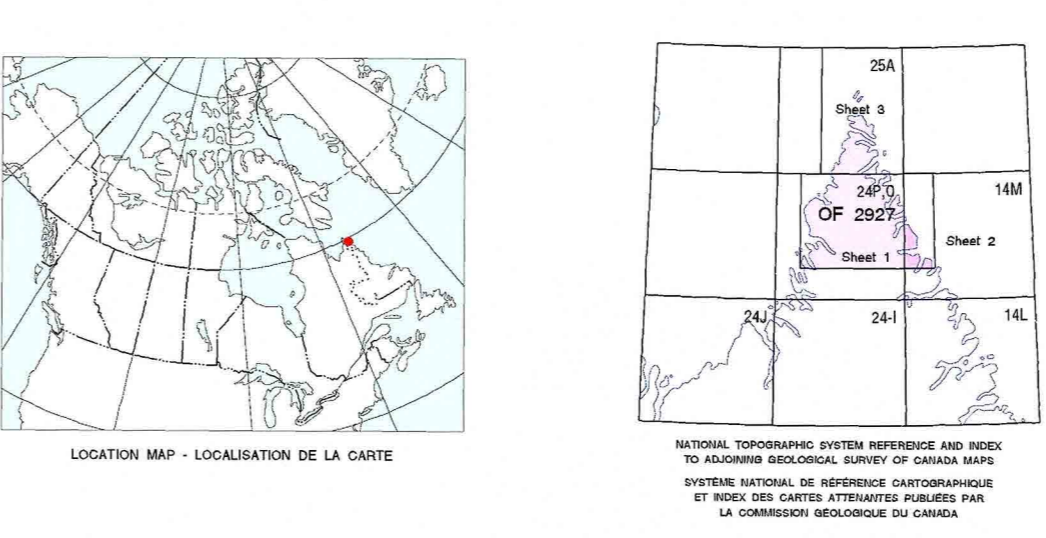 25A
Sheet 3
24P,O
14M
OF 2927
Sheet 2
Sheet 1
24J
24-I
14L
LOCATION MAP - LOCALISATION DE LA CARTE
NATIONAL TOPOGRAPHIC SYSTEM REFERENCE AND INDEX
TO ADJOINING GEOLOGICAL SURVEY OF CANADA MAPS
SYSTÈME NATIONAL DE RÉFÉRENCE CARTOGRAPHIQUE
ET INDEX DES CARTES ATTENANTES PUBLIÉES PAR
LA COMMISSION GÉOLOGIQUE DU CANADA